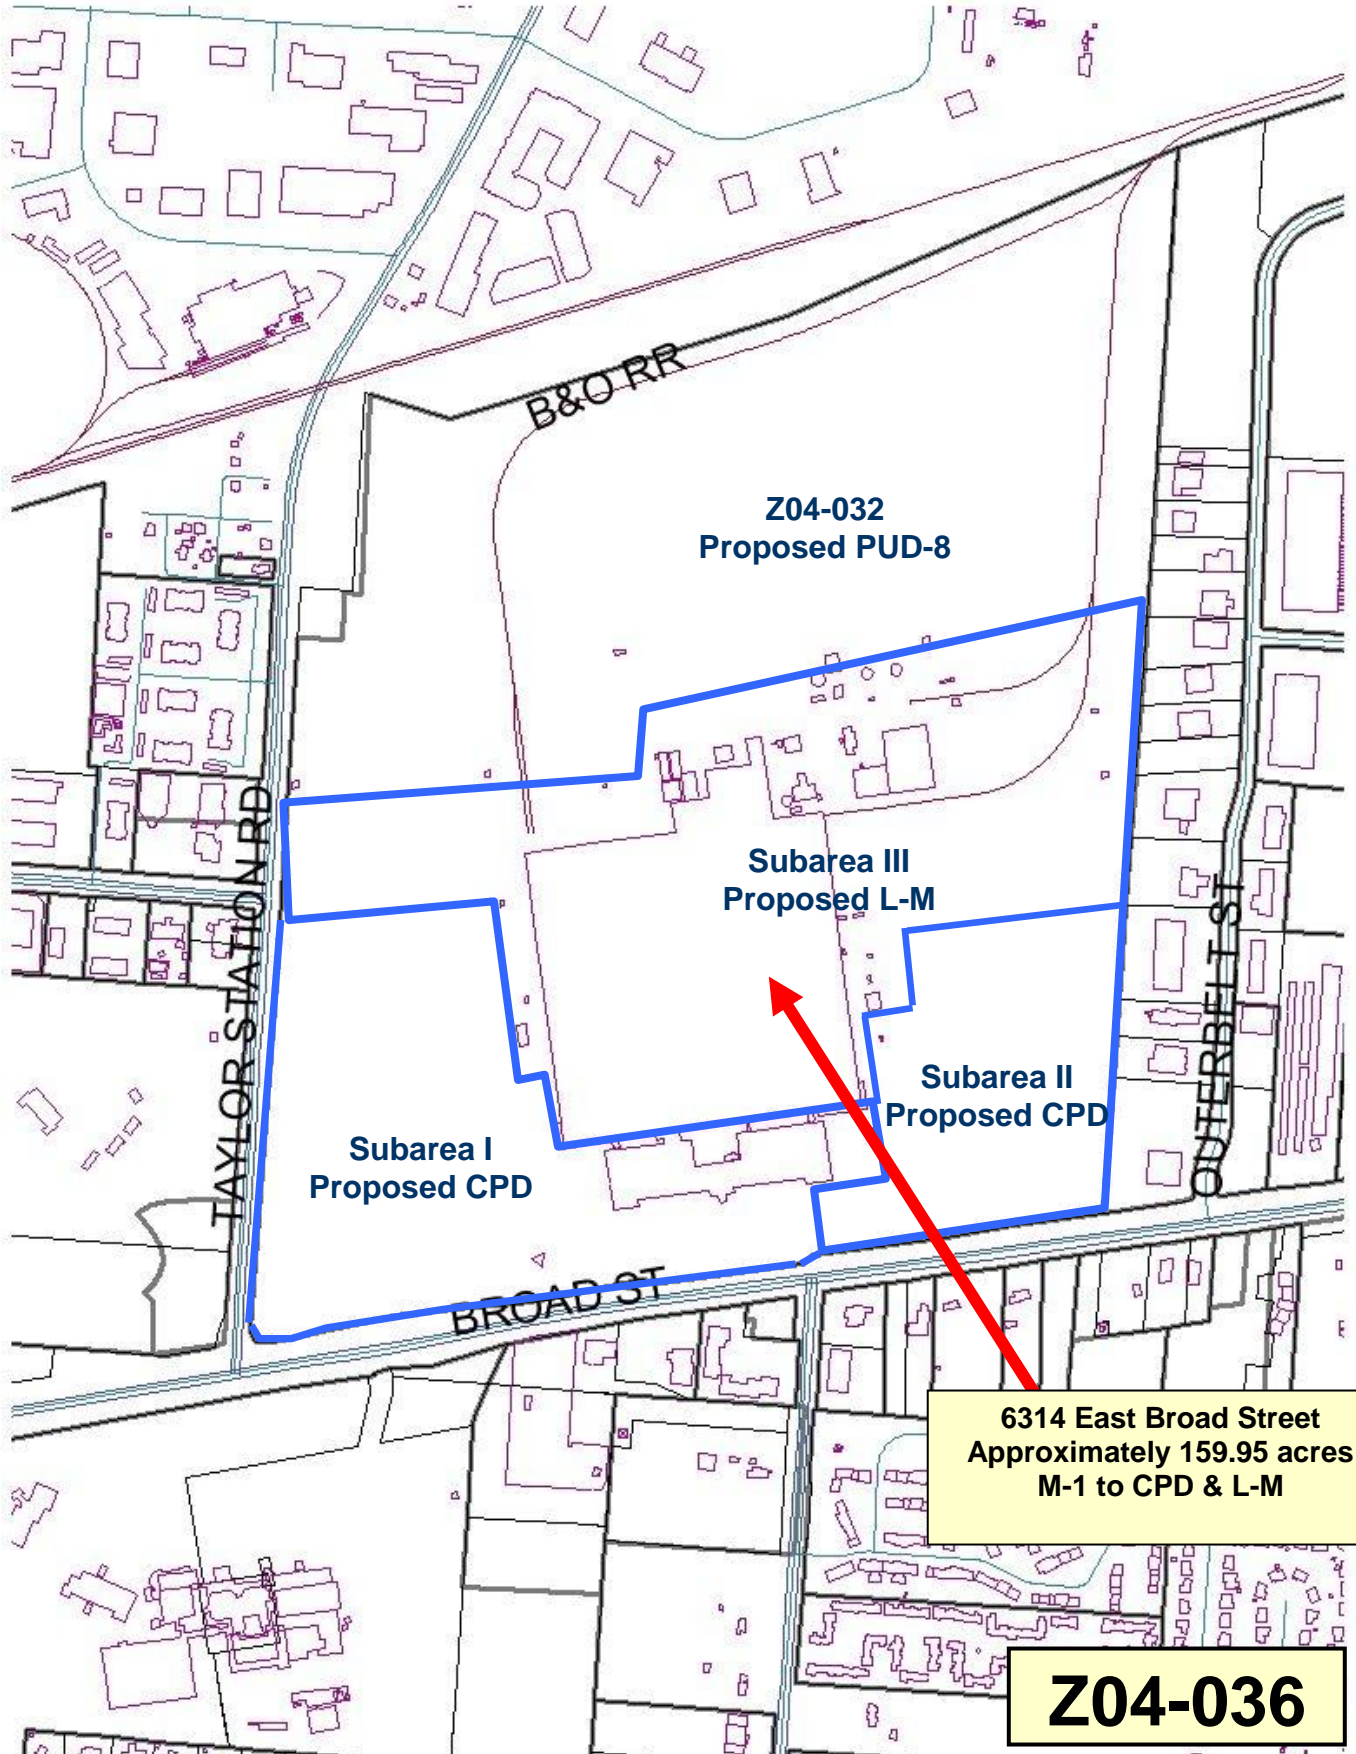 B&O RR
Z04-032
Proposed PUD-8
TAYLOR STATION RD
Subarea III
Proposed L-M
OUTERBELT ST
Subarea II
Proposed CPD
Subarea I
Proposed CPD
BROAD ST
6314 East Broad Street
Approximately 159.95 acres
M-1 to CPD & L-M
Z04-036